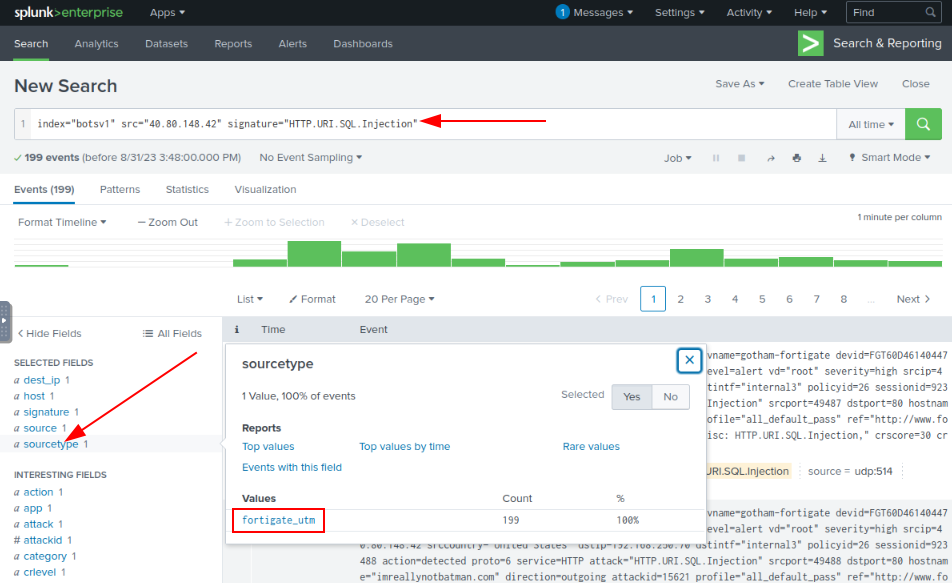 splunk>enterprise Apps 1 Messages Settings Activity Help Find
Search Analytics Datasets Reports Alerts Dashboards > Search & Reporting
New Search Save As Create Table View Close
1 index="botsv1" src="40.80.148.42" signature="HTTP.URI.SQL.Injection" All time
199 events (before 8/31/23 3:48:00.000 PM) No Event Sampling Job Smart Mode
Events (199) Patterns Statistics Visualization
Format Timeline — Zoom Out + Zoom to Selection × Deselect 1 minute per column
List Format 20 Per Page < Prev 1 2 3 4 5 6 7 8 ... Next >
< Hide Fields All Fields i Time Event
SELECTED FIELDS
a dest_ip 1
a host 1
a signature 1
a source 1
a sourcetype 1
INTERESTING FIELDS
a action 1
a app 1
a attack 1
# attackid 1
a category 1
a crlevel 1
sourcetype
1 Value, 100% of events Selected Yes No
Reports
Top values Top values by time Rare values
Events with this field
Values Count %
fortigate_utm 199 100%
vname=gotham-fortigate devid=FGT60D46140447
evel=alert vd="root" severity=high srcip=4
tintf="internal3" policyid=26 sessionid=923
Injection" srcport=49487 dstport=80 hostnam
rofile="all_default_pass" ref="http://www.fo
isc: HTTP.URI.SQL.Injection," crscore=30 cr
URI.SQL.Injection source = udp:514
vname=gotham-fortigate devid=FGT60D46140447
evel=alert vd="root" severity=high srcip=4
0.80.148.42 srccountry="United States" dstip=192.168.250.70 dstintf="internal3" policyid=26 sessionid=923
488 action=detected proto=6 service=HTTP attack="HTTP.URI.SQL.Injection" srcport=49488 dstport=80 hostnam
e="imreallynotbatman.com" direction=outgoing attackid=15621 profile="all_default_pass" ref="http://www.fo